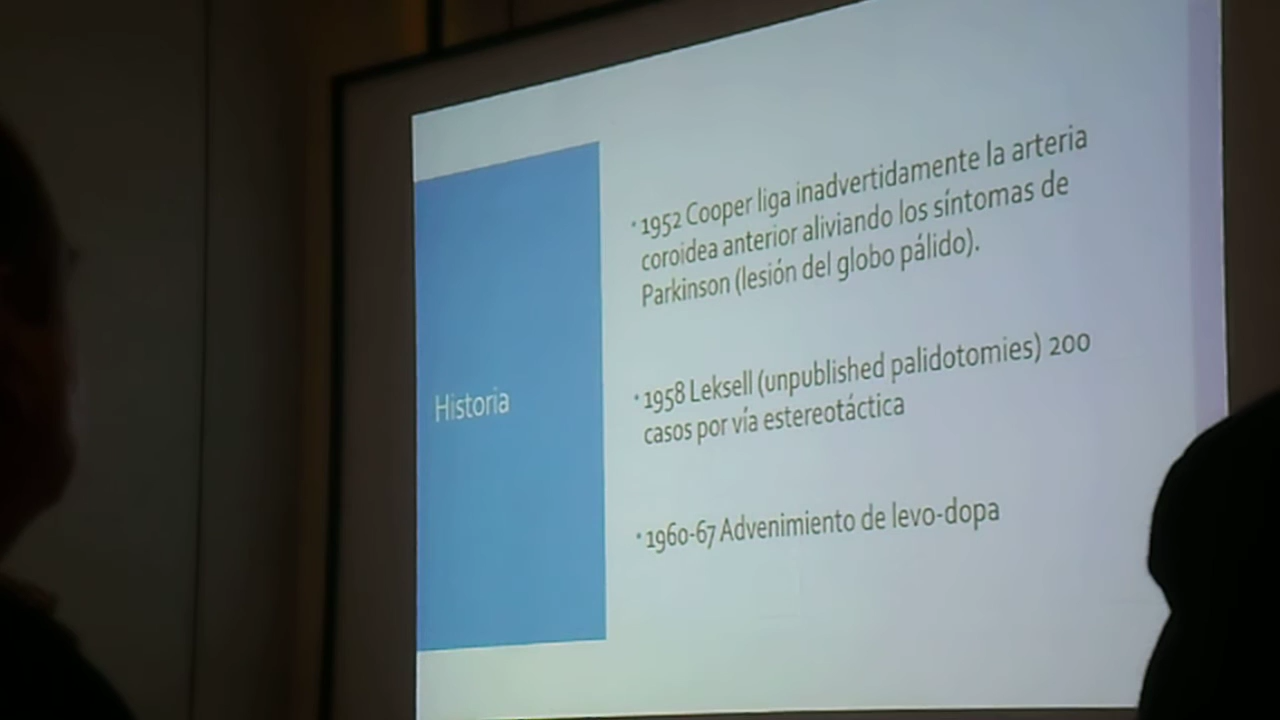 Historia
• 1952 Cooper liga inadvertidamente la arteria
coroidea anterior aliviando los síntomas de
Parkinson (lesión del globo pálido).
• 1958 Leksell (unpublished palidotomies) 200
casos por vía estereotáctica
• 1960-67 Advenimiento de levo-dopa